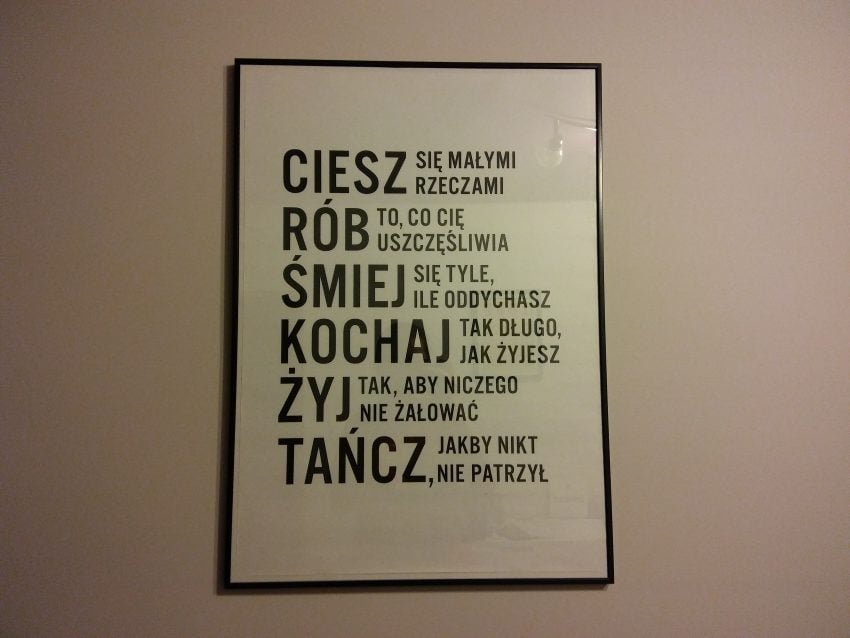 CIESZ SIĘ MAŁYMI
RZECZAMI
RÓB TO, CO CIĘ
USZCZĘŚLIWIA
ŚMIEJ SIĘ TYLE,
ILE ODDYCHASZ
KOCHAJ TAK DŁUGO,
JAK ŻYJESZ
ŻYJ TAK, ABY NICZEGO
NIE ŻAŁOWAĆ
TAŃCZ, JAKBY NIKT
NIE PATRZYŁ